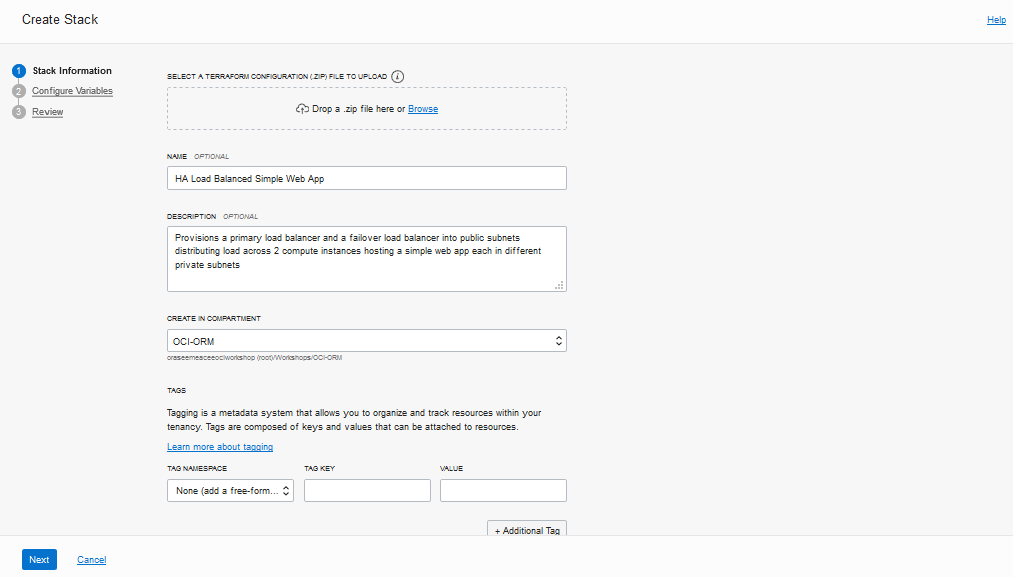 Create Stack
Help
1 Stack Information
2 Configure Variables
3 Review
SELECT A TERRAFORM CONFIGURATION (.ZIP) FILE TO UPLOAD i
Drop a .zip file here or Browse
NAME OPTIONAL
HA Load Balanced Simple Web App
DESCRIPTION OPTIONAL
Provisions a primary load balancer and a failover load balancer into public subnets
distributing load across 2 compute instances hosting a simple web app each in different
private subnets
CREATE IN COMPARTMENT
OCI-ORM
oraseemeaceeociworkshop (root)/Workshops/OCI-ORM
TAGS
Tagging is a metadata system that allows you to organize and track resources within your
tenancy. Tags are composed of keys and values that can be attached to resources.
Learn more about tagging
TAG NAMESPACE TAG KEY VALUE
None (add a free-form...
+ Additional Tag
Next Cancel